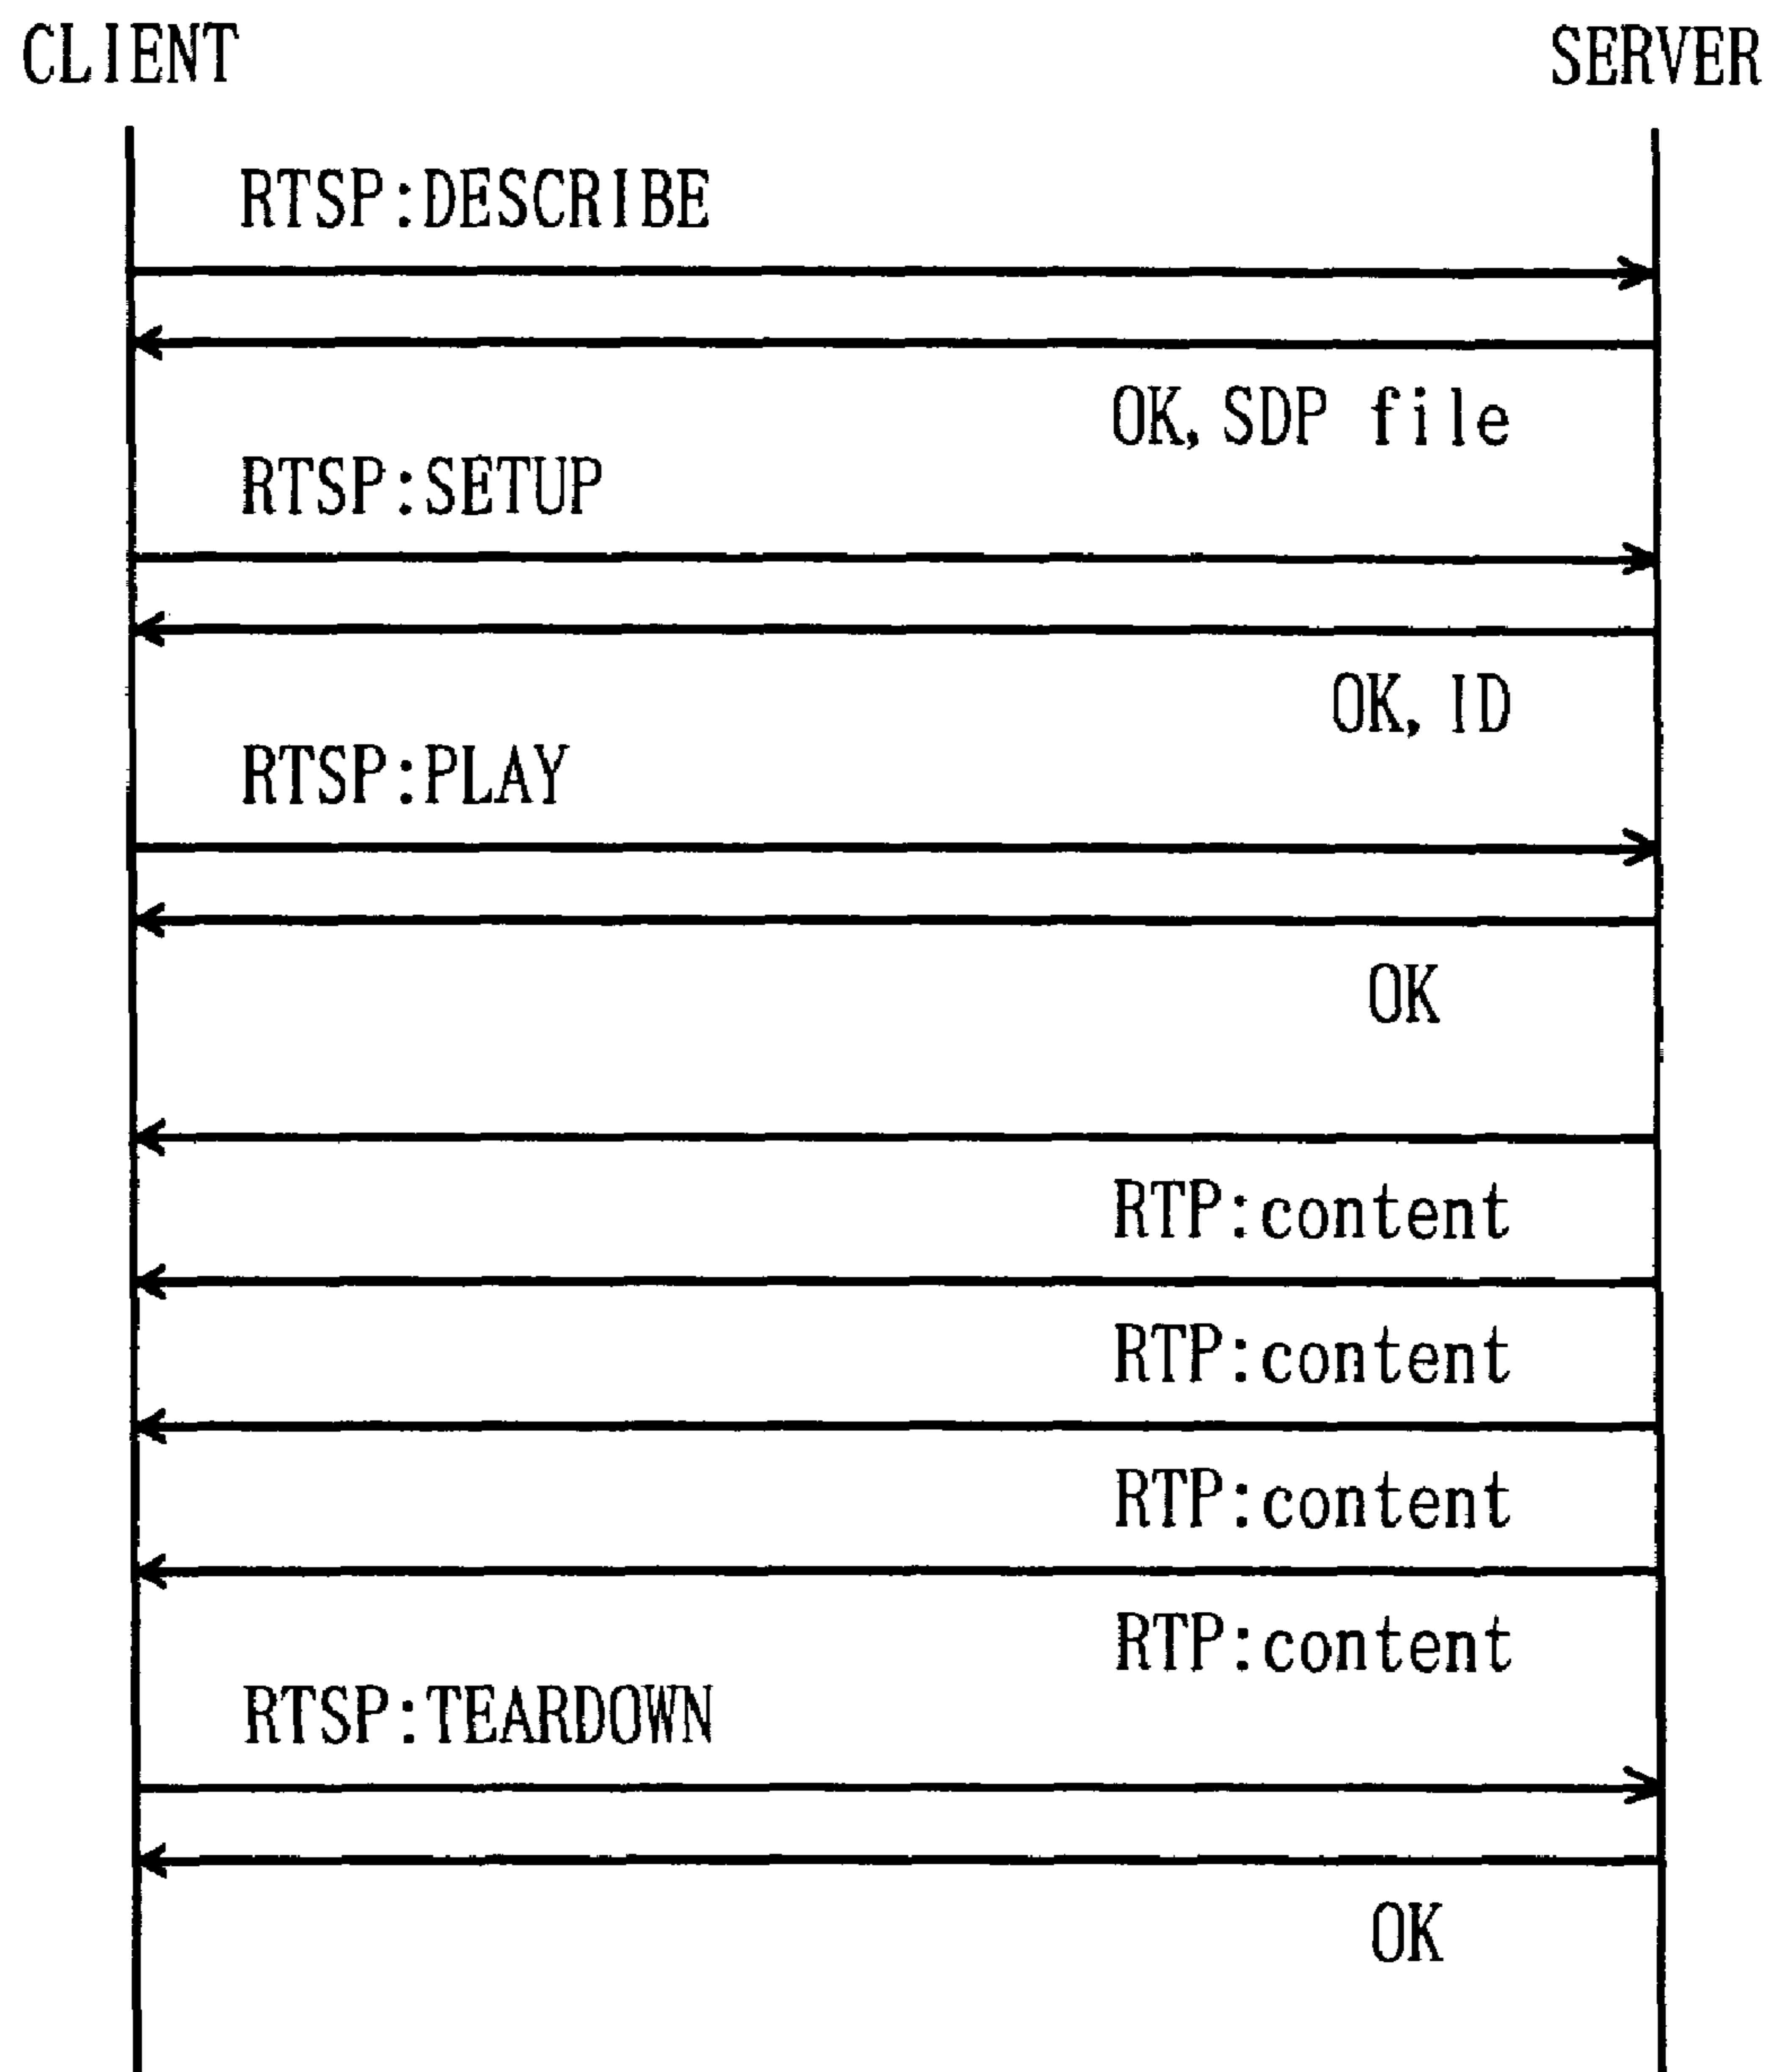 CLIENT
SERVER
RTSP:DESCRIBE
OK, SDP file
RTSP:SETUP
OK, ID
RTSP:PLAY
OK
RTP:content
RTP:content
RTP:content
RTP:content
RTSP:TEARDOWN
OK